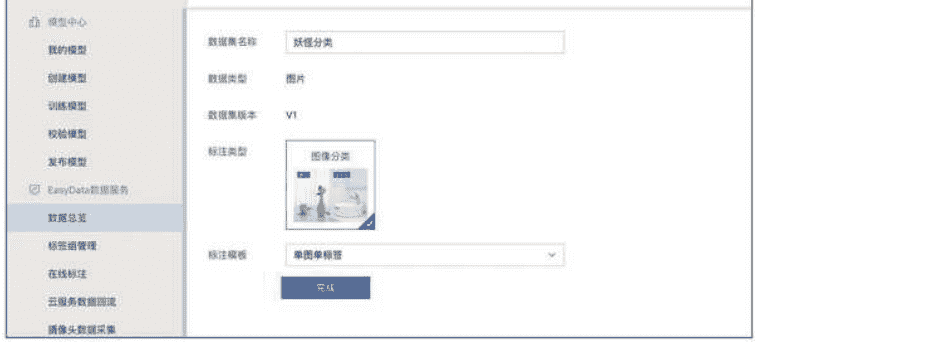 模型中心
我的模型
创建模型
训练模型
校验模型
发布模型
EasyData数据服务
数据总览
标签组管理
在线标注
云服务数据回流
摄像头数据采集
数据集名称 妖怪分类
数据类型 图片
数据集版本 V1
标注类型
图像分类
标注模板 单图单标签
完成